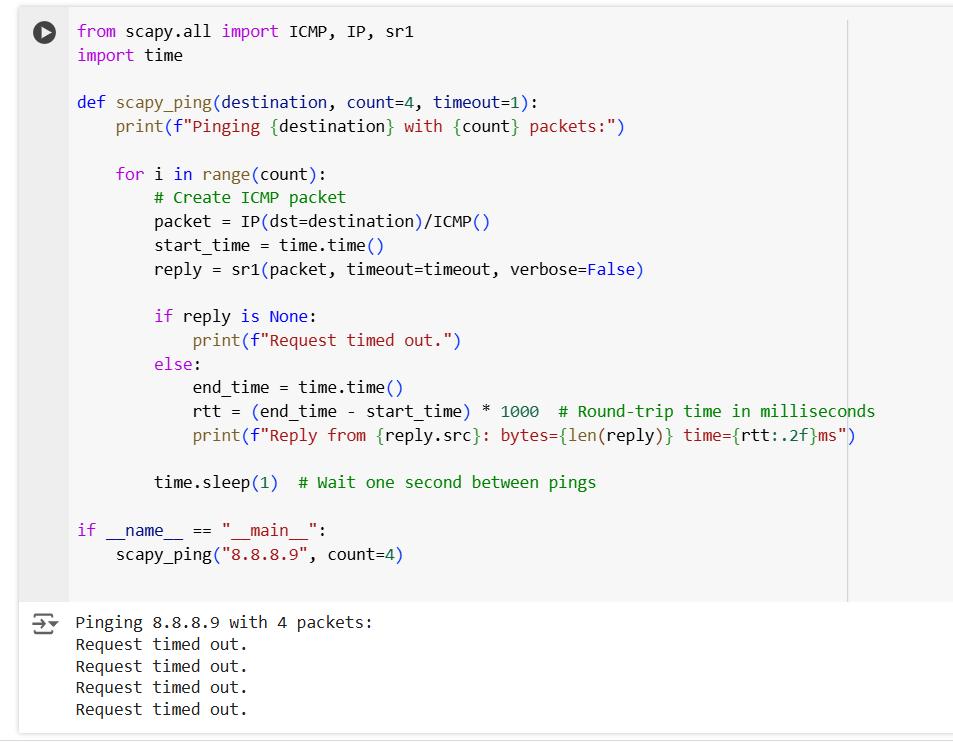 from scapy.all import ICMP, IP, sr1
import time

def scapy_ping(destination, count=4, timeout=1):
    print(f"Pinging {destination} with {count} packets:")

    for i in range(count):
        # Create ICMP packet
        packet = IP(dst=destination)/ICMP()
        start_time = time.time()
        reply = sr1(packet, timeout=timeout, verbose=False)

        if reply is None:
            print(f"Request timed out.")
        else:
            end_time = time.time()
            rtt = (end_time - start_time) * 1000  # Round-trip time in milliseconds
            print(f"Reply from {reply.src}: bytes={len(reply)} time={rtt:.2f}ms")

        time.sleep(1)  # Wait one second between pings

if __name__ == "__main__":
    scapy_ping("8.8.8.9", count=4)

Pinging 8.8.8.9 with 4 packets:
Request timed out.
Request timed out.
Request timed out.
Request timed out.